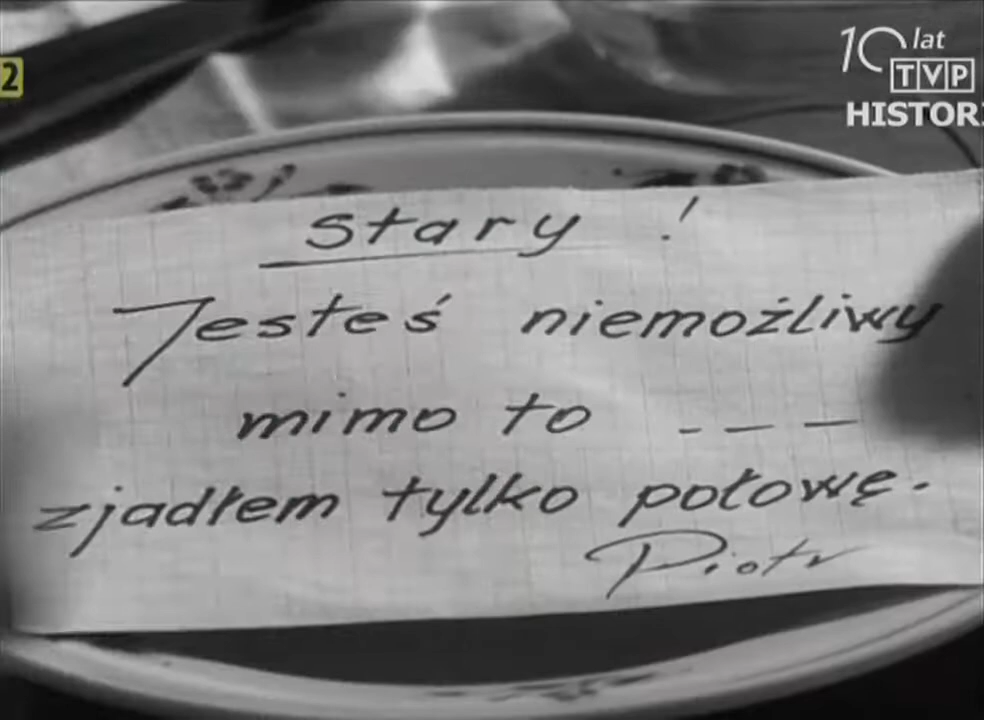 2
10 lat
TVP
HISTORI
stary !
Jesteś niemożliwy
mimo to ---
zjadłem tylko połowę.
Piotr